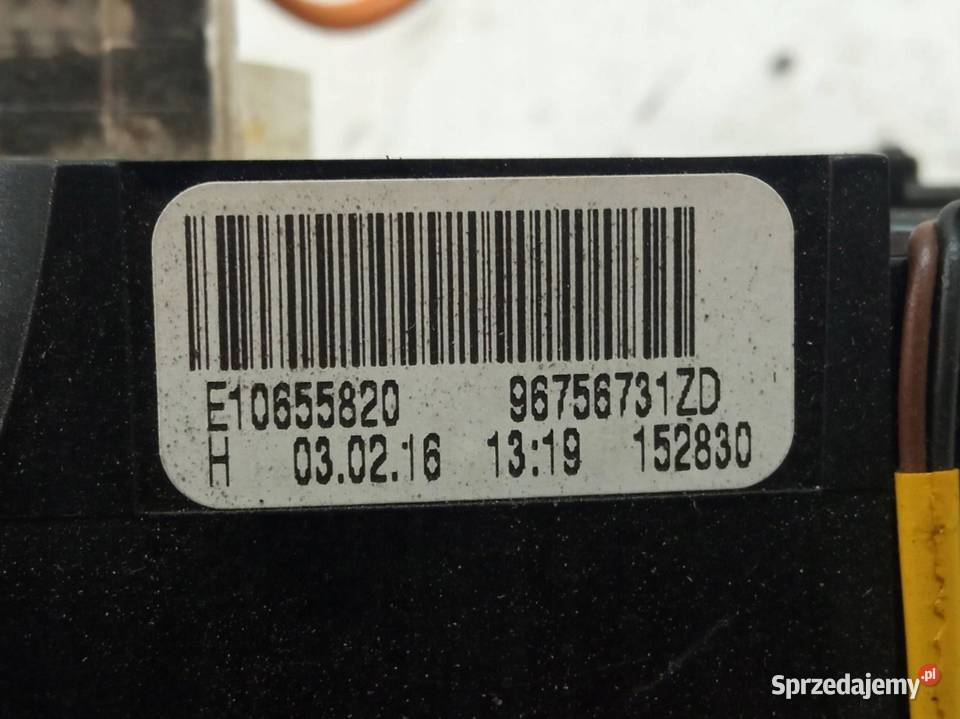 E10655820 96756731ZD
H 03.02.16 13:19 152830
Sprzedajemy.pl